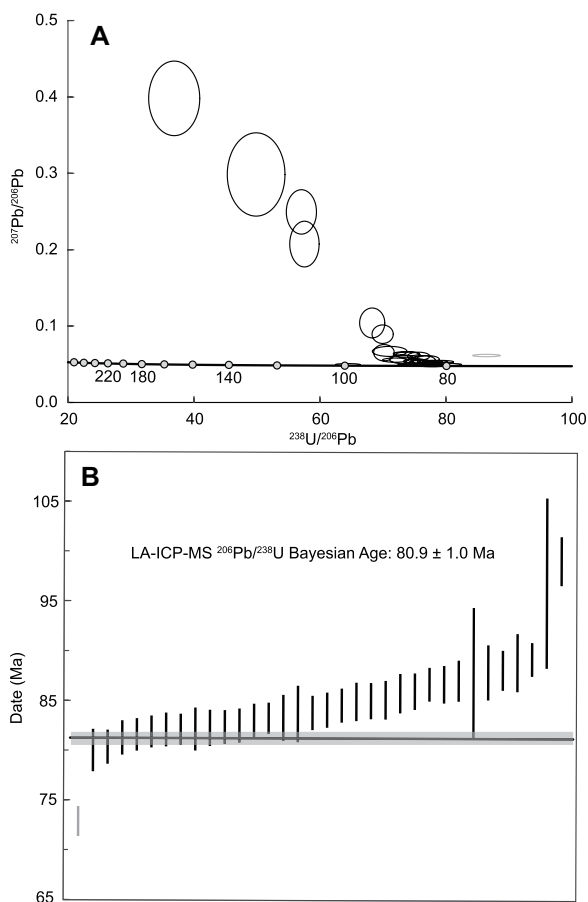 0.5
A
0.4
0.3
0.2
0.1
0.0
207Pb/206Pb
220 180 140 100 80
20 40 60 80 100
238U/206Pb
B
105
LA-ICP-MS 206Pb/238U Bayesian Age: 80.9 ± 1.0 Ma
95
85
75
65
Date (Ma)